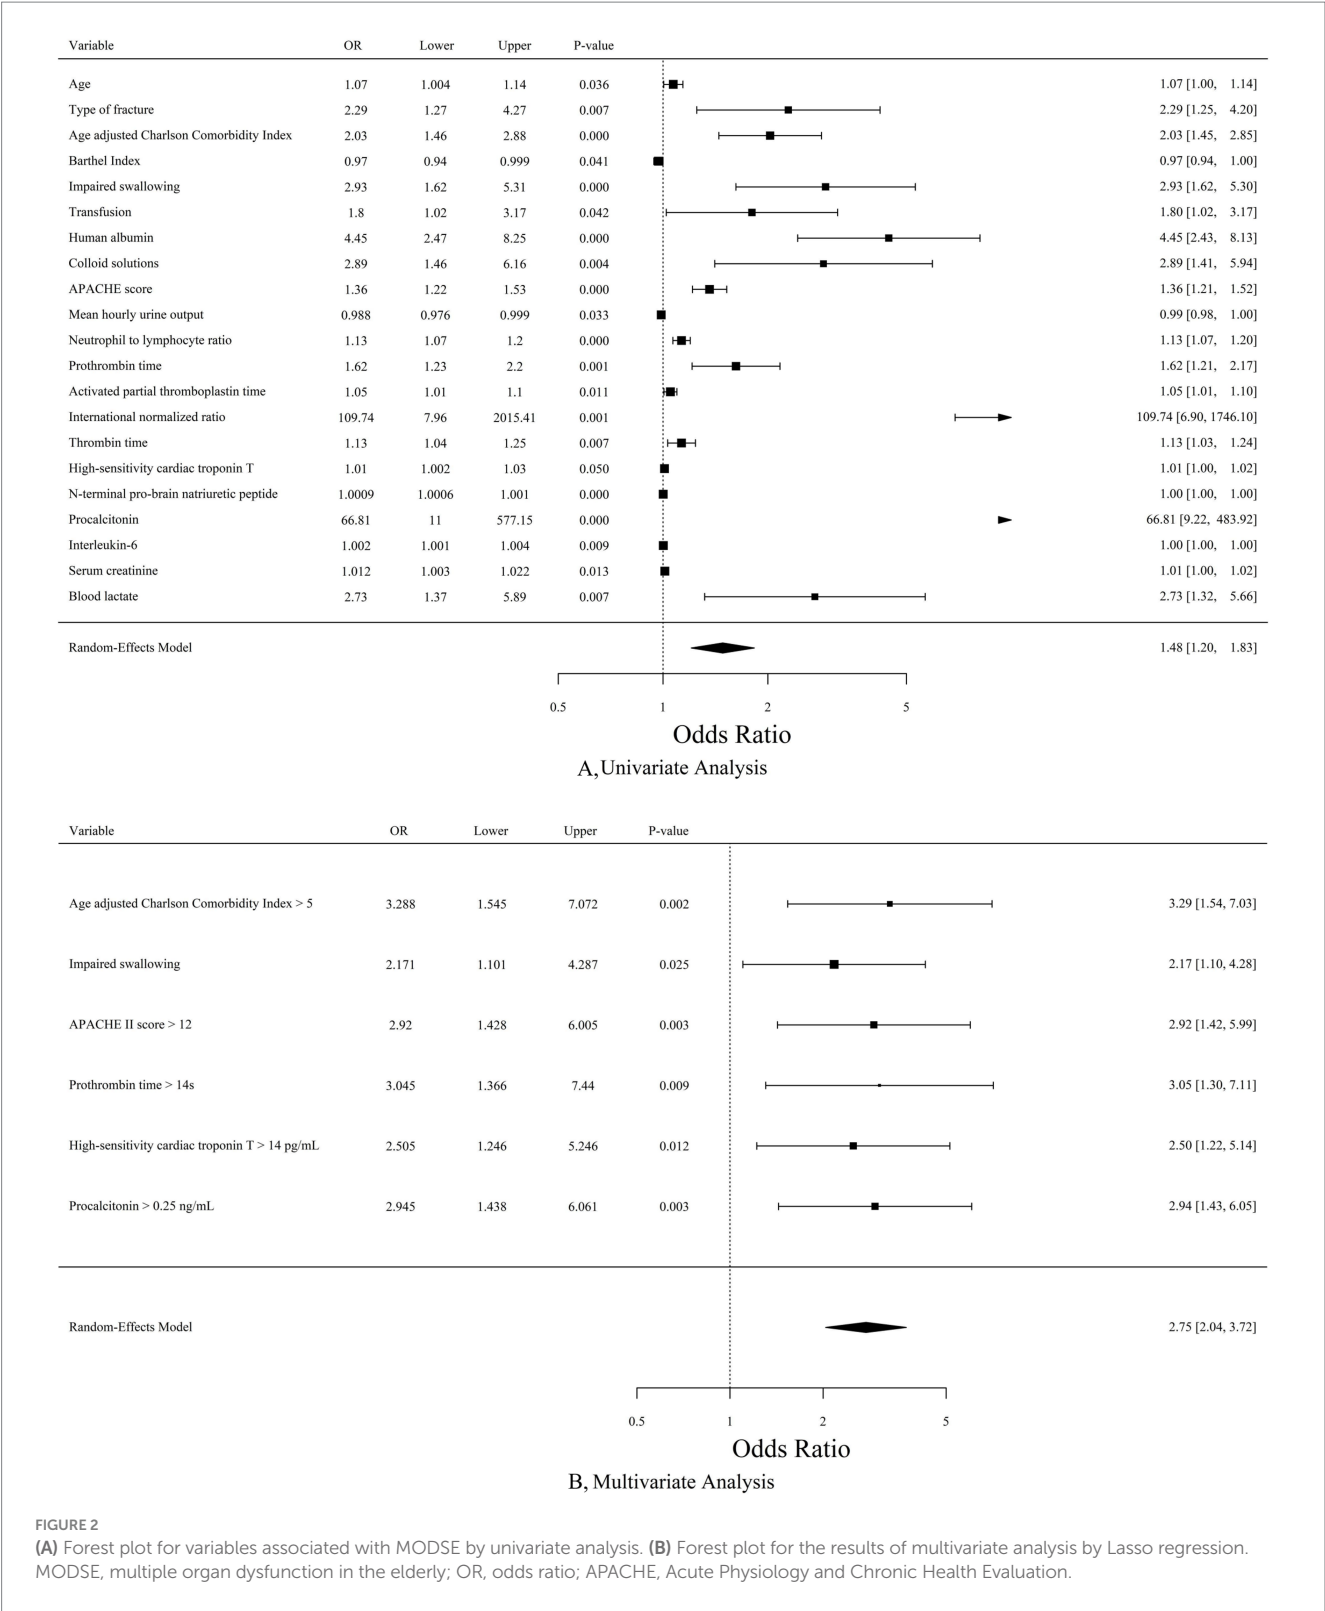 Variable OR Lower Upper P-value
Age 1.07 1.004 1.14 0.036 1.07 [1.00, 1.14]
Type of fracture 2.29 1.27 4.27 0.007 2.29 [1.25, 4.20]
Age adjusted Charlson Comorbidity Index 2.03 1.46 2.88 0.000 2.03 [1.45, 2.85]
Barthel Index 0.97 0.94 0.999 0.041 0.97 [0.94, 1.00]
Impaired swallowing 2.93 1.62 5.31 0.000 2.93 [1.62, 5.30]
Transfusion 1.8 1.02 3.17 0.042 1.80 [1.02, 3.17]
Human albumin 4.45 2.47 8.25 0.000 4.45 [2.43, 8.13]
Colloid solutions 2.89 1.46 6.16 0.004 2.89 [1.41, 5.94]
APACHE score 1.36 1.22 1.53 0.000 1.36 [1.21, 1.52]
Mean hourly urine output 0.988 0.976 0.999 0.033 0.99 [0.98, 1.00]
Neutrophil to lymphocyte ratio 1.13 1.07 1.2 0.000 1.13 [1.07, 1.20]
Prothrombin time 1.62 1.23 2.2 0.001 1.62 [1.21, 2.17]
Activated partial thromboplastin time 1.05 1.01 1.1 0.011 1.05 [1.01, 1.10]
International normalized ratio 109.74 7.96 2015.41 0.001 109.74 [6.90, 1746.10]
Thrombin time 1.13 1.04 1.25 0.007 1.13 [1.03, 1.24]
High-sensitivity cardiac troponin T 1.01 1.002 1.03 0.050 1.01 [1.00, 1.02]
N-terminal pro-brain natriuretic peptide 1.0009 1.0006 1.001 0.000 1.00 [1.00, 1.00]
Procalcitonin 66.81 11 577.15 0.000 66.81 [9.22, 483.92]
Interleukin-6 1.002 1.001 1.004 0.009 1.00 [1.00, 1.00]
Serum creatinine 1.012 1.003 1.022 0.013 1.01 [1.00, 1.02]
Blood lactate 2.73 1.37 5.89 0.007 2.73 [1.32, 5.66]
Random-Effects Model 1.48 [1.20, 1.83]
0.5 1 2 5
Odds Ratio
A, Univariate Analysis
Variable OR Lower Upper P-value
Age adjusted Charlson Comorbidity Index > 5 3.288 1.545 7.072 0.002 3.29 [1.54, 7.03]
Impaired swallowing 2.171 1.101 4.287 0.025 2.17 [1.10, 4.28]
APACHE II score > 12 2.92 1.428 6.005 0.003 2.92 [1.42, 5.99]
Prothrombin time > 14s 3.045 1.366 7.44 0.009 3.05 [1.30, 7.11]
High-sensitivity cardiac troponin T > 14 pg/mL 2.505 1.246 5.246 0.012 2.50 [1.22, 5.14]
Procalcitonin > 0.25 ng/mL 2.945 1.438 6.061 0.003 2.94 [1.43, 6.05]
Random-Effects Model 2.75 [2.04, 3.72]
0.5 1 2 5
Odds Ratio
B, Multivariate Analysis
FIGURE 2
(A) Forest plot for variables associated with MODSE by univariate analysis. (B) Forest plot for the results of multivariate analysis by Lasso regression.
MODSE, multiple organ dysfunction in the elderly; OR, odds ratio; APACHE, Acute Physiology and Chronic Health Evaluation.